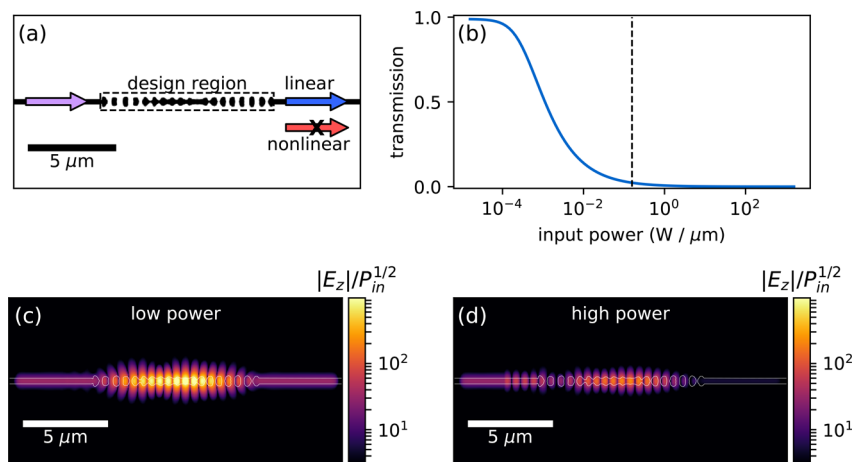 (a)
design region
linear
nonlinear
5 μm
(b)
transmission
1.0
0.5
0.0
10⁻⁴
10⁻²
10⁰
10²
input power (W / μm)
|E_z|/P_in^1/2
(c)
low power
10²
10¹
5 μm
|E_z|/P_in^1/2
(d)
high power
10²
10¹
5 μm